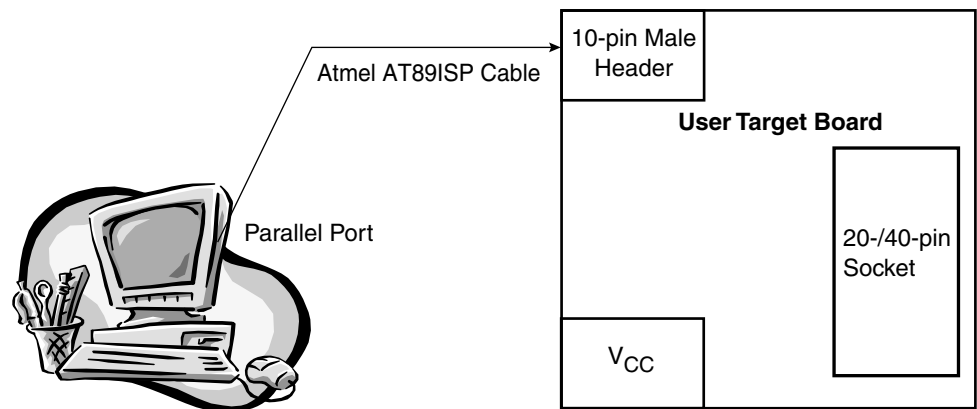 10-pin Male
Header
Atmel AT89ISP Cable
User Target Board
Parallel Port
20-/40-pin
Socket
VCC